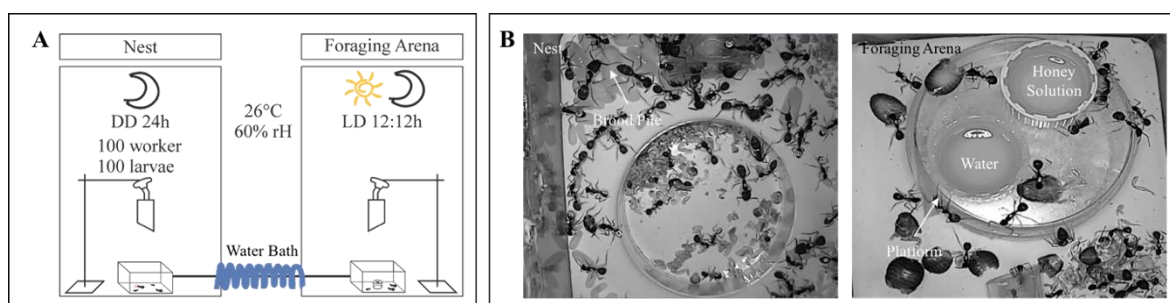 A
Nest
Foraging Arena
DD 24h
100 worker
100 larvae
26°C
60% rH
LD 12:12h
Water Bath
B
Nest
Brood Pile
Foraging Arena
Honey
Solution
Water
Platform